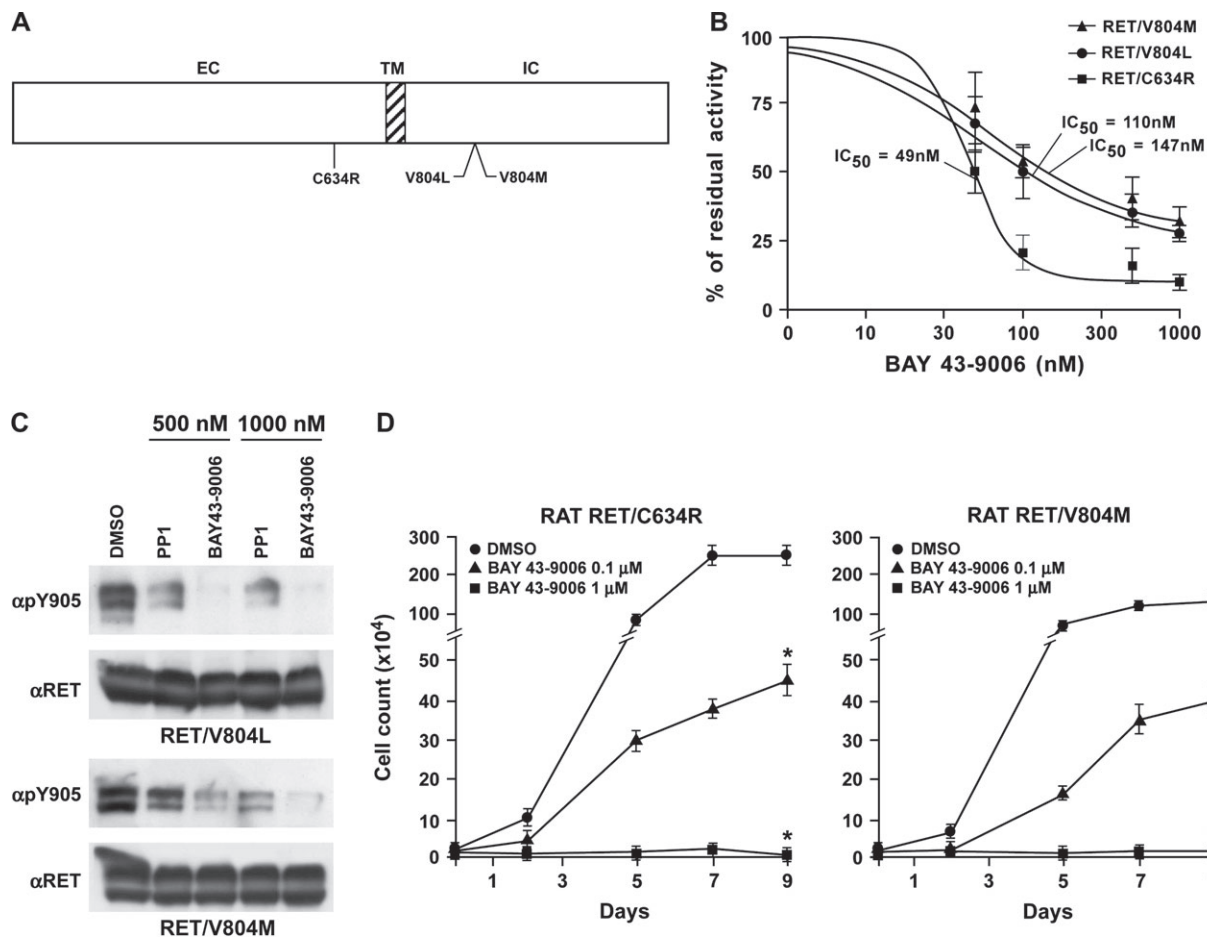 A
EC TM IC
C634R V804L V804M
B
RET/V804M
RET/V804L
RET/C634R
100
75
50
25
0
% of residual activity
IC50 = 110nM
IC50 = 147nM
IC50 = 49nM
0 10 30 100 300 1000
BAY 43-9006 (nM)
C
500 nM 1000 nM
DMSO PP1 BAY43-9006 PP1 BAY43-9006
αpY905
αRET
RET/V804L
αpY905
αRET
RET/V804M
D
RAT RET/C634R
DMSO
BAY 43-9006 0.1 μM
BAY 43-9006 1 μM
300
200
100
50
40
30
20
10
0
Cell count (x10⁴)
*
*
1 3 5 7 9
Days
RAT RET/V804M
DMSO
BAY 43-9006 0.1 μM
BAY 43-9006 1 μM
300
200
100
50
40
30
20
10
0
1 3 5 7
Days